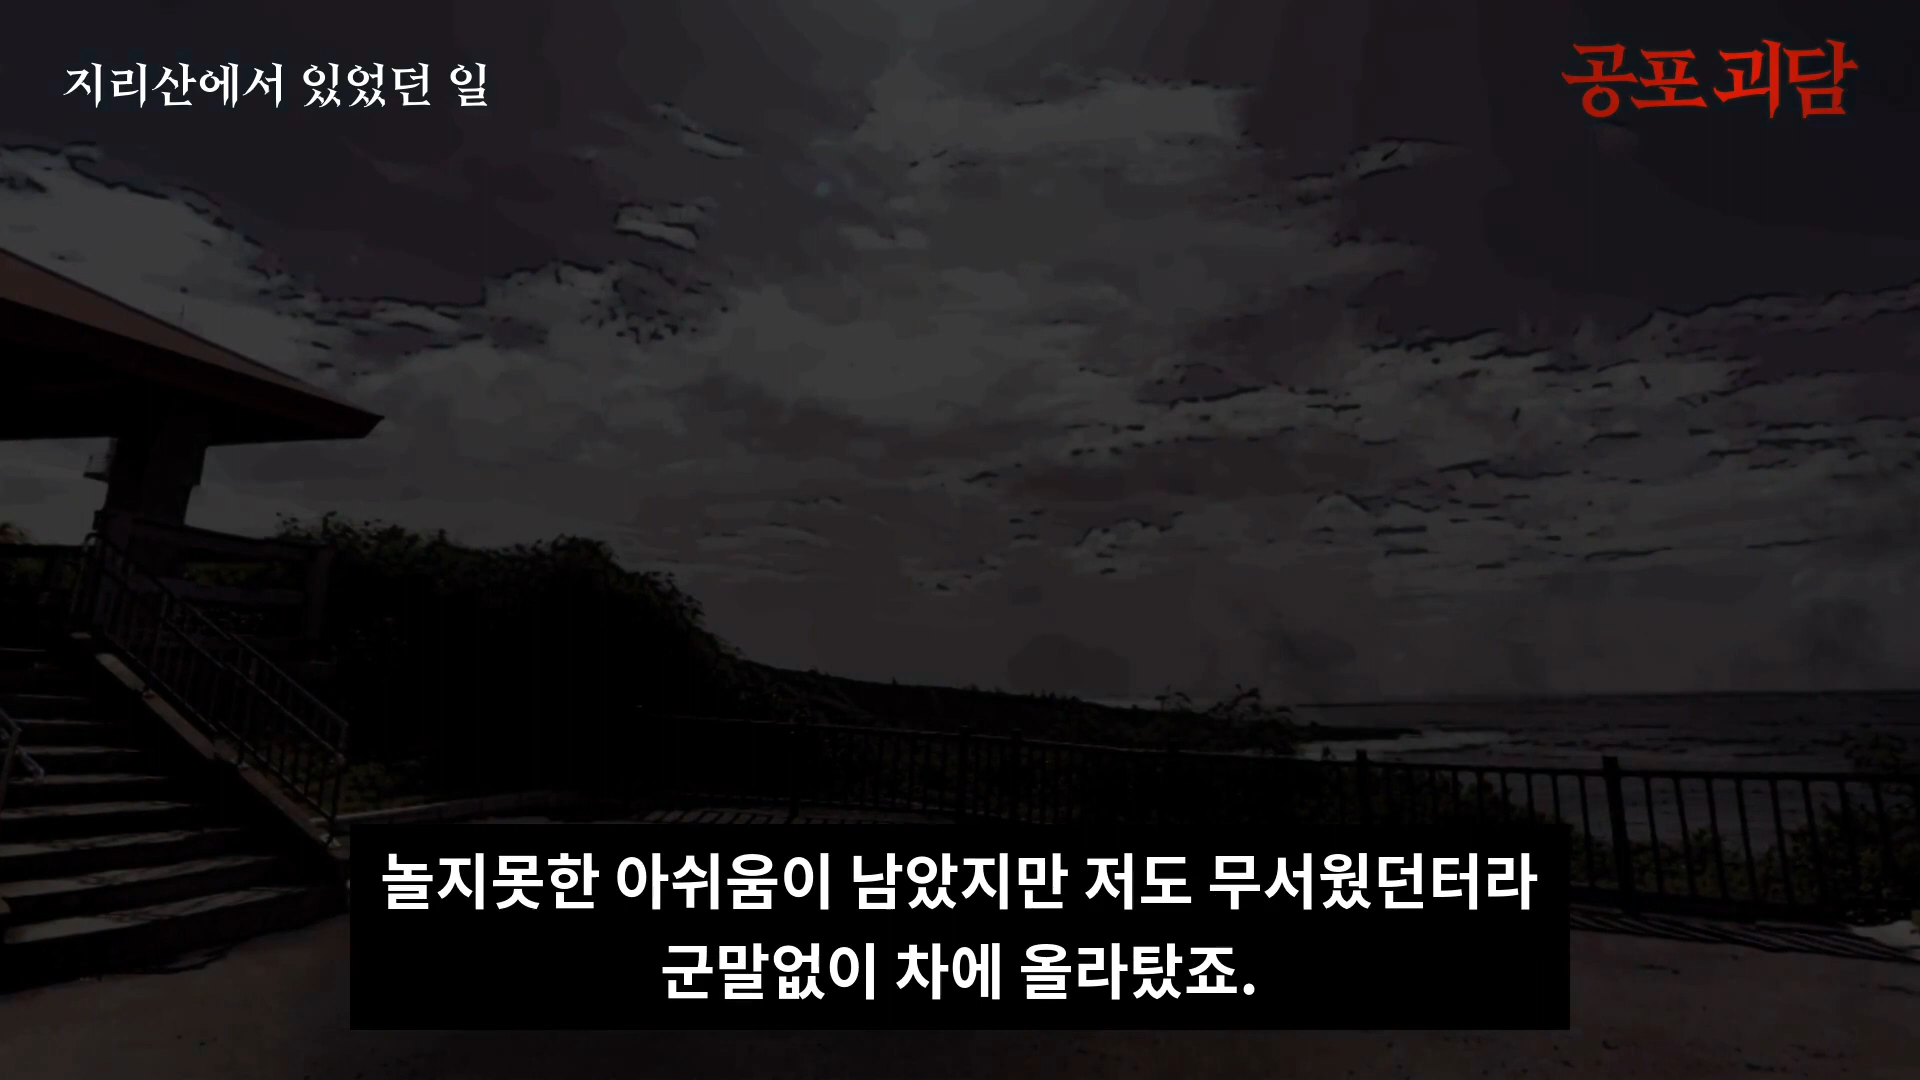 지리산에서 있었던 일
공포 괴담
놀지못한 아쉬움이 남았지만 저도 무서웠던터라
군말없이 차에 올라탔죠.